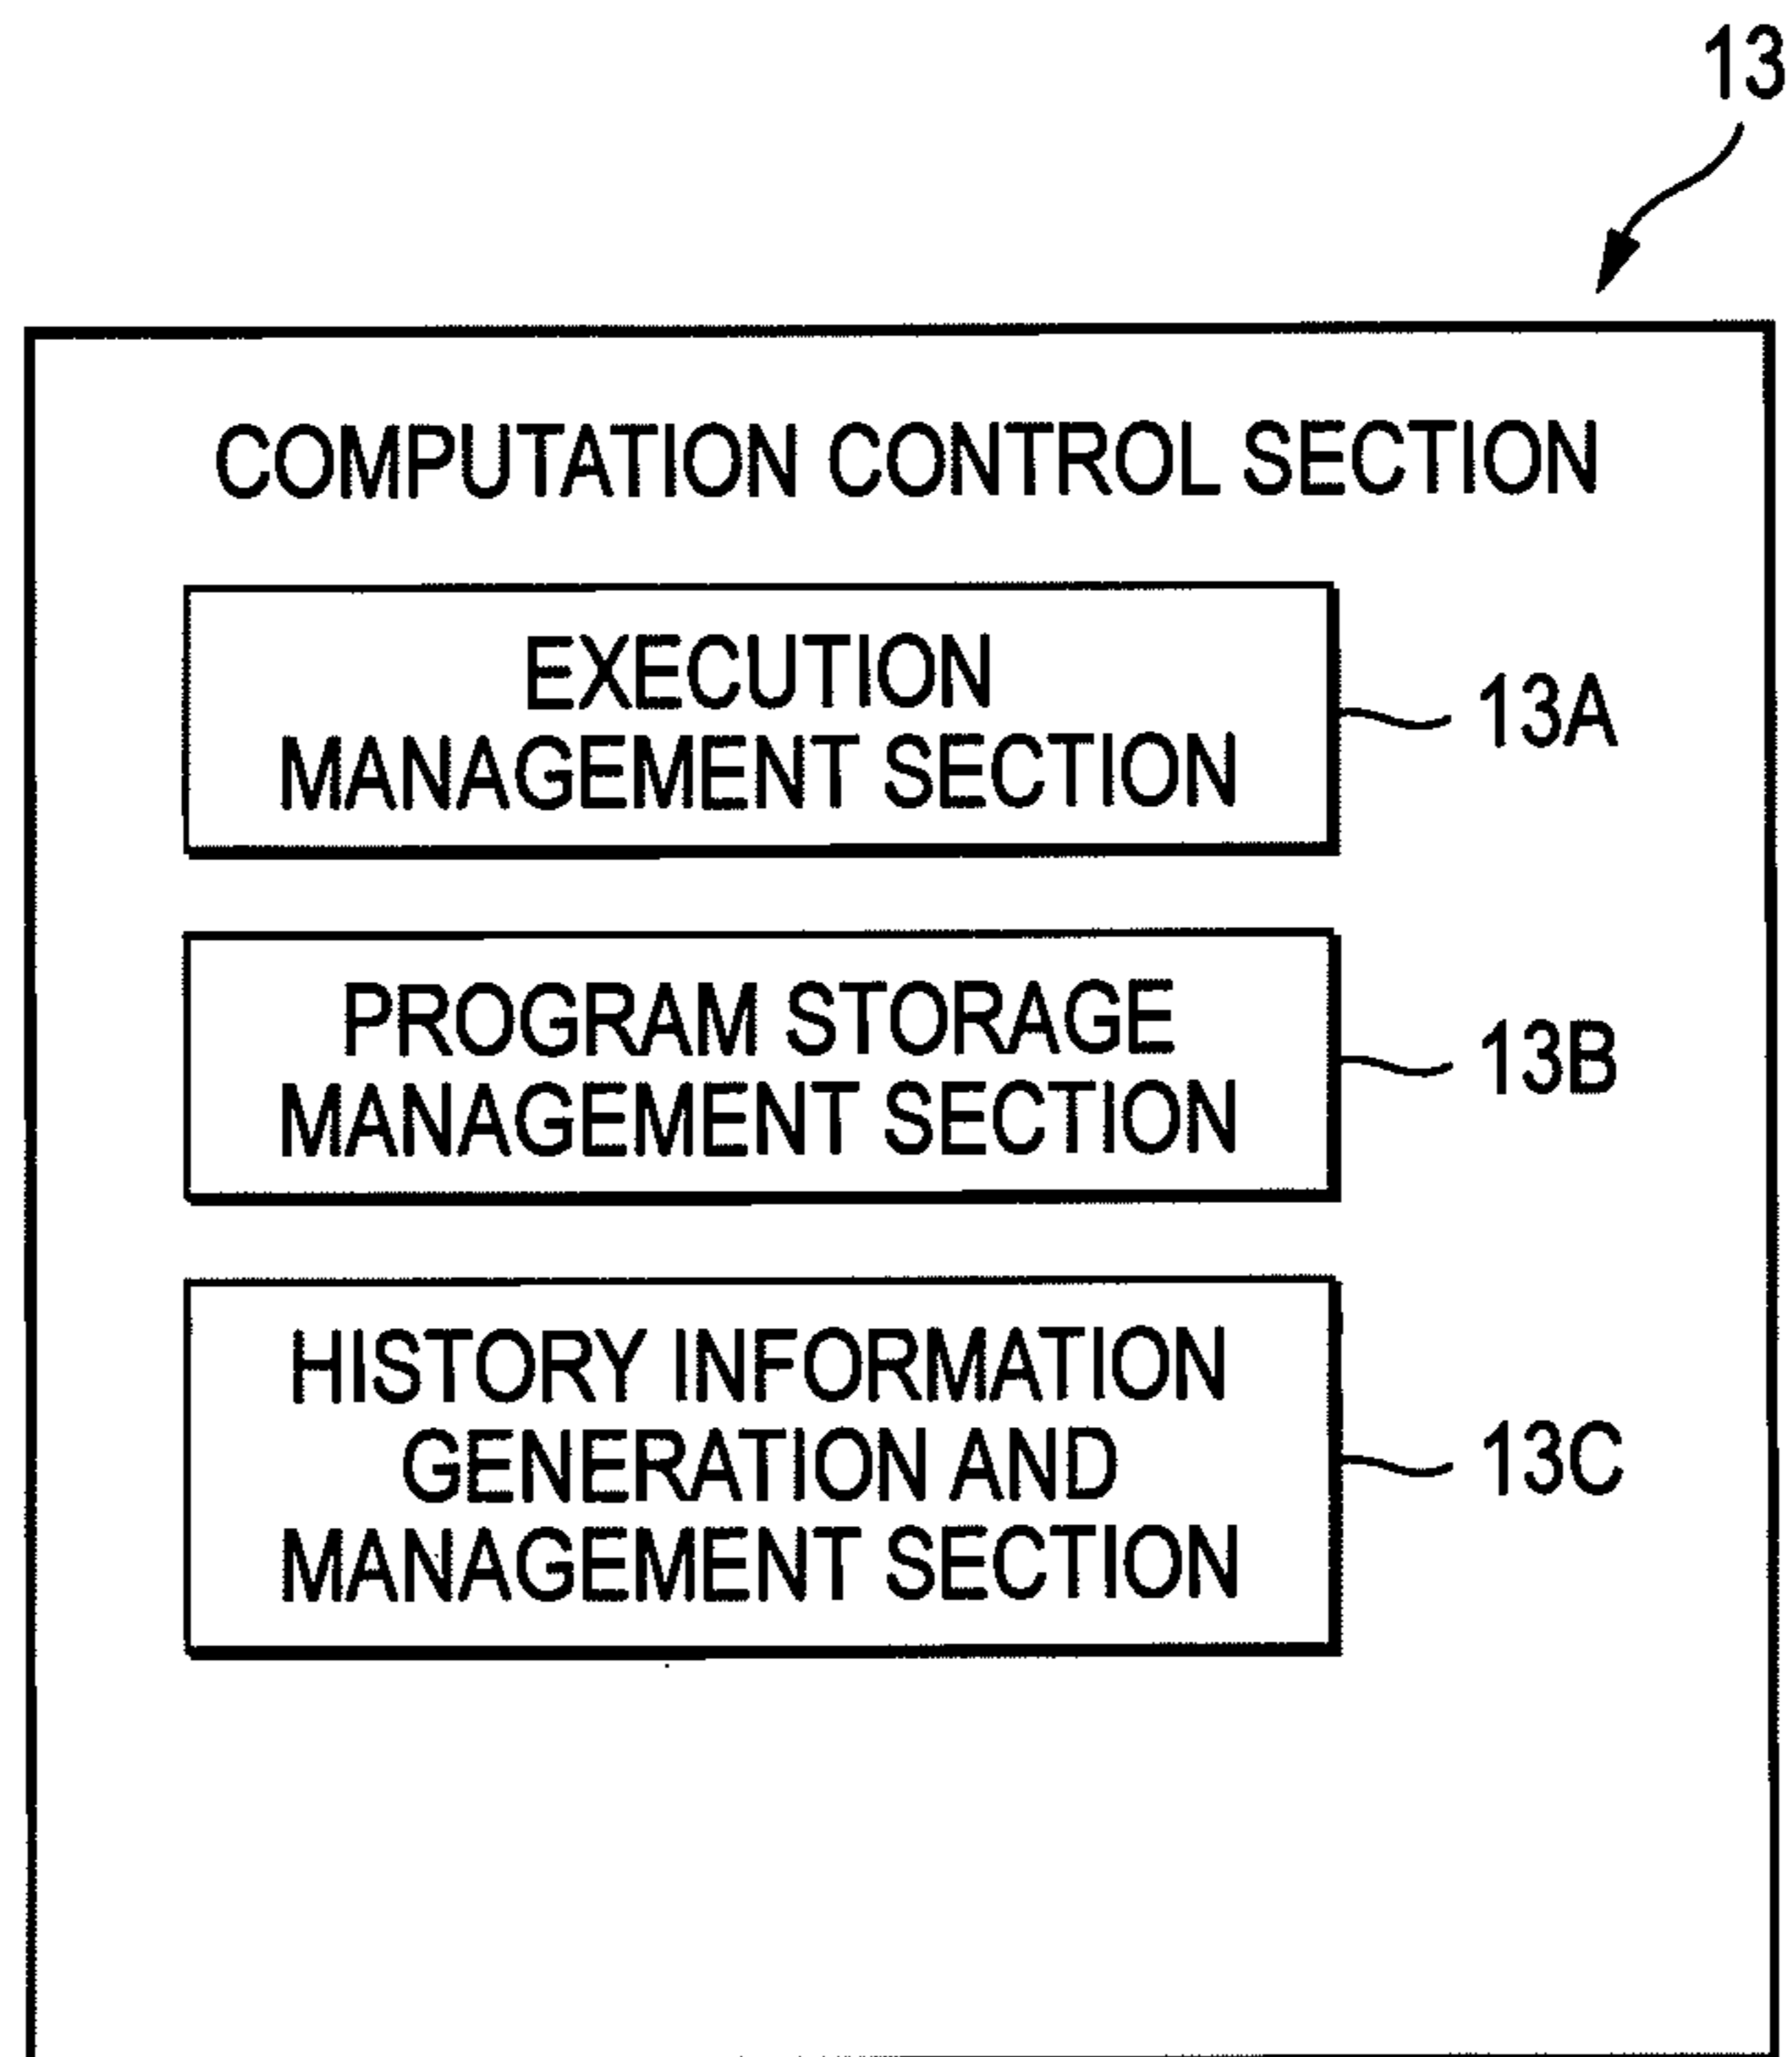 13
COMPUTATION CONTROL SECTION
EXECUTION
MANAGEMENT SECTION
13A
PROGRAM STORAGE
MANAGEMENT SECTION
13B
HISTORY INFORMATION
GENERATION AND
MANAGEMENT SECTION
13C